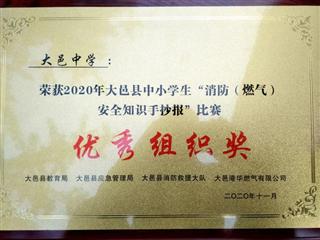 大邑中学：
荣获2020年大邑县中小学生“消防（燃气）
安全知识手抄报”比赛
优秀组织奖
大邑县教育局 大邑县应急管理局 大邑县消防救援大队 大邑港华燃气有限公司
二〇二〇年十一月